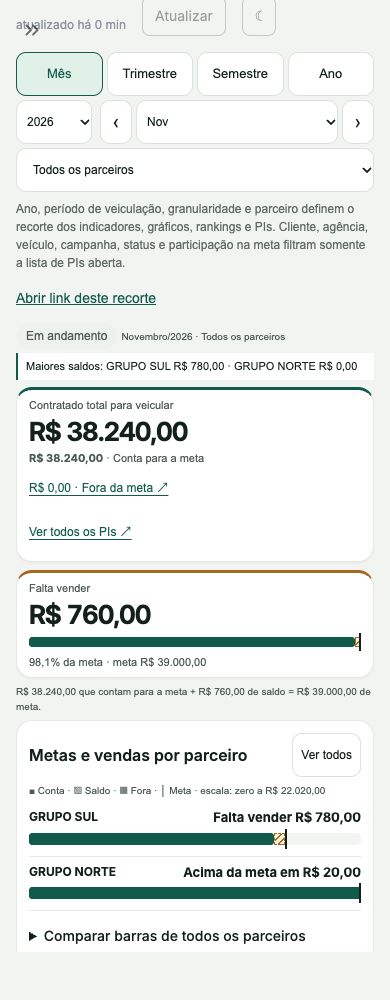 atualizado há 0 min
Atualizar
Mês
Trimestre
Semestre
Ano
2026
Nov
Todos os parceiros
Ano, período de veiculação, granularidade e parceiro definem o
recorte dos indicadores, gráficos, rankings e PIs. Cliente, agência,
veículo, campanha, status e participação na meta filtram somente
a lista de PIs aberta.
Abrir link deste recorte
Em andamento Novembro/2026 · Todos os parceiros
Maiores saldos: GRUPO SUL R$ 780,00 · GRUPO NORTE R$ 0,00
Contratado total para veicular
R$ 38.240,00
R$ 38.240,00 · Conta para a meta
R$ 0,00 · Fora da meta ↗
Ver todos os PIs ↗
Falta vender
R$ 760,00
98,1% da meta · meta R$ 39.000,00
R$ 38.240,00 que contam para a meta + R$ 760,00 de saldo = R$ 39.000,00 de
meta.
Metas e vendas por parceiro
Ver todos
■ Conta · ▨ Saldo · ▦ Fora · │ Meta · escala: zero a R$ 22.020,00
GRUPO SUL Falta vender R$ 780,00
GRUPO NORTE Acima da meta em R$ 20,00
▶ Comparar barras de todos os parceiros